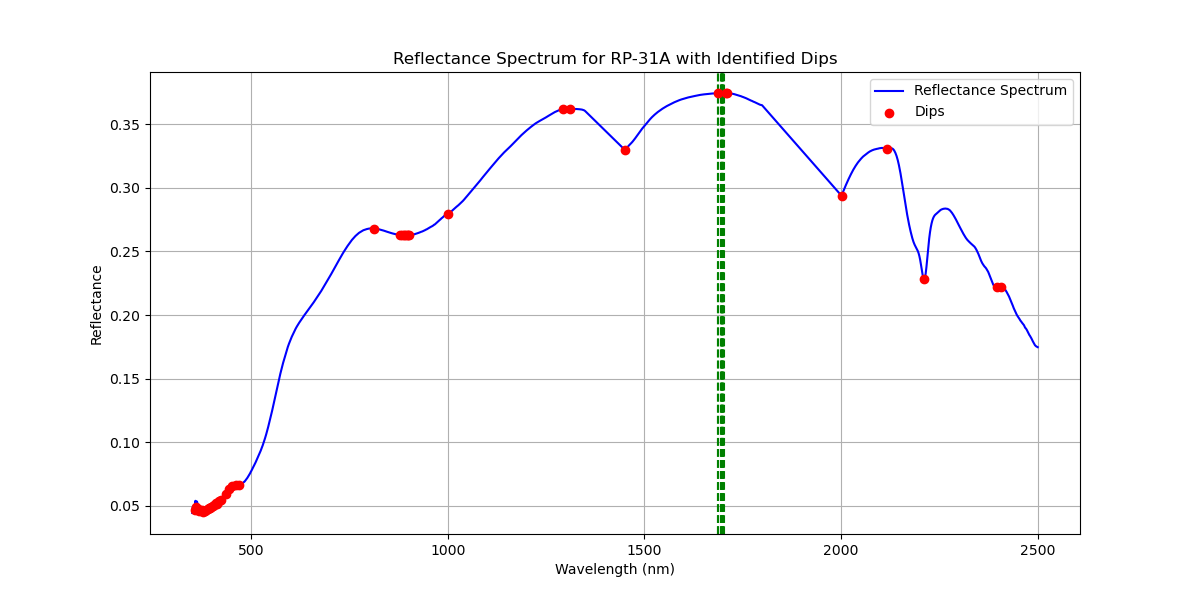 Reflectance Spectrum for RP-31A with Identified Dips
Reflectance Spectrum
Dips
Reflectance
0.35
0.30
0.25
0.20
0.15
0.10
0.05
500 1000 1500 2000 2500
Wavelength (nm)